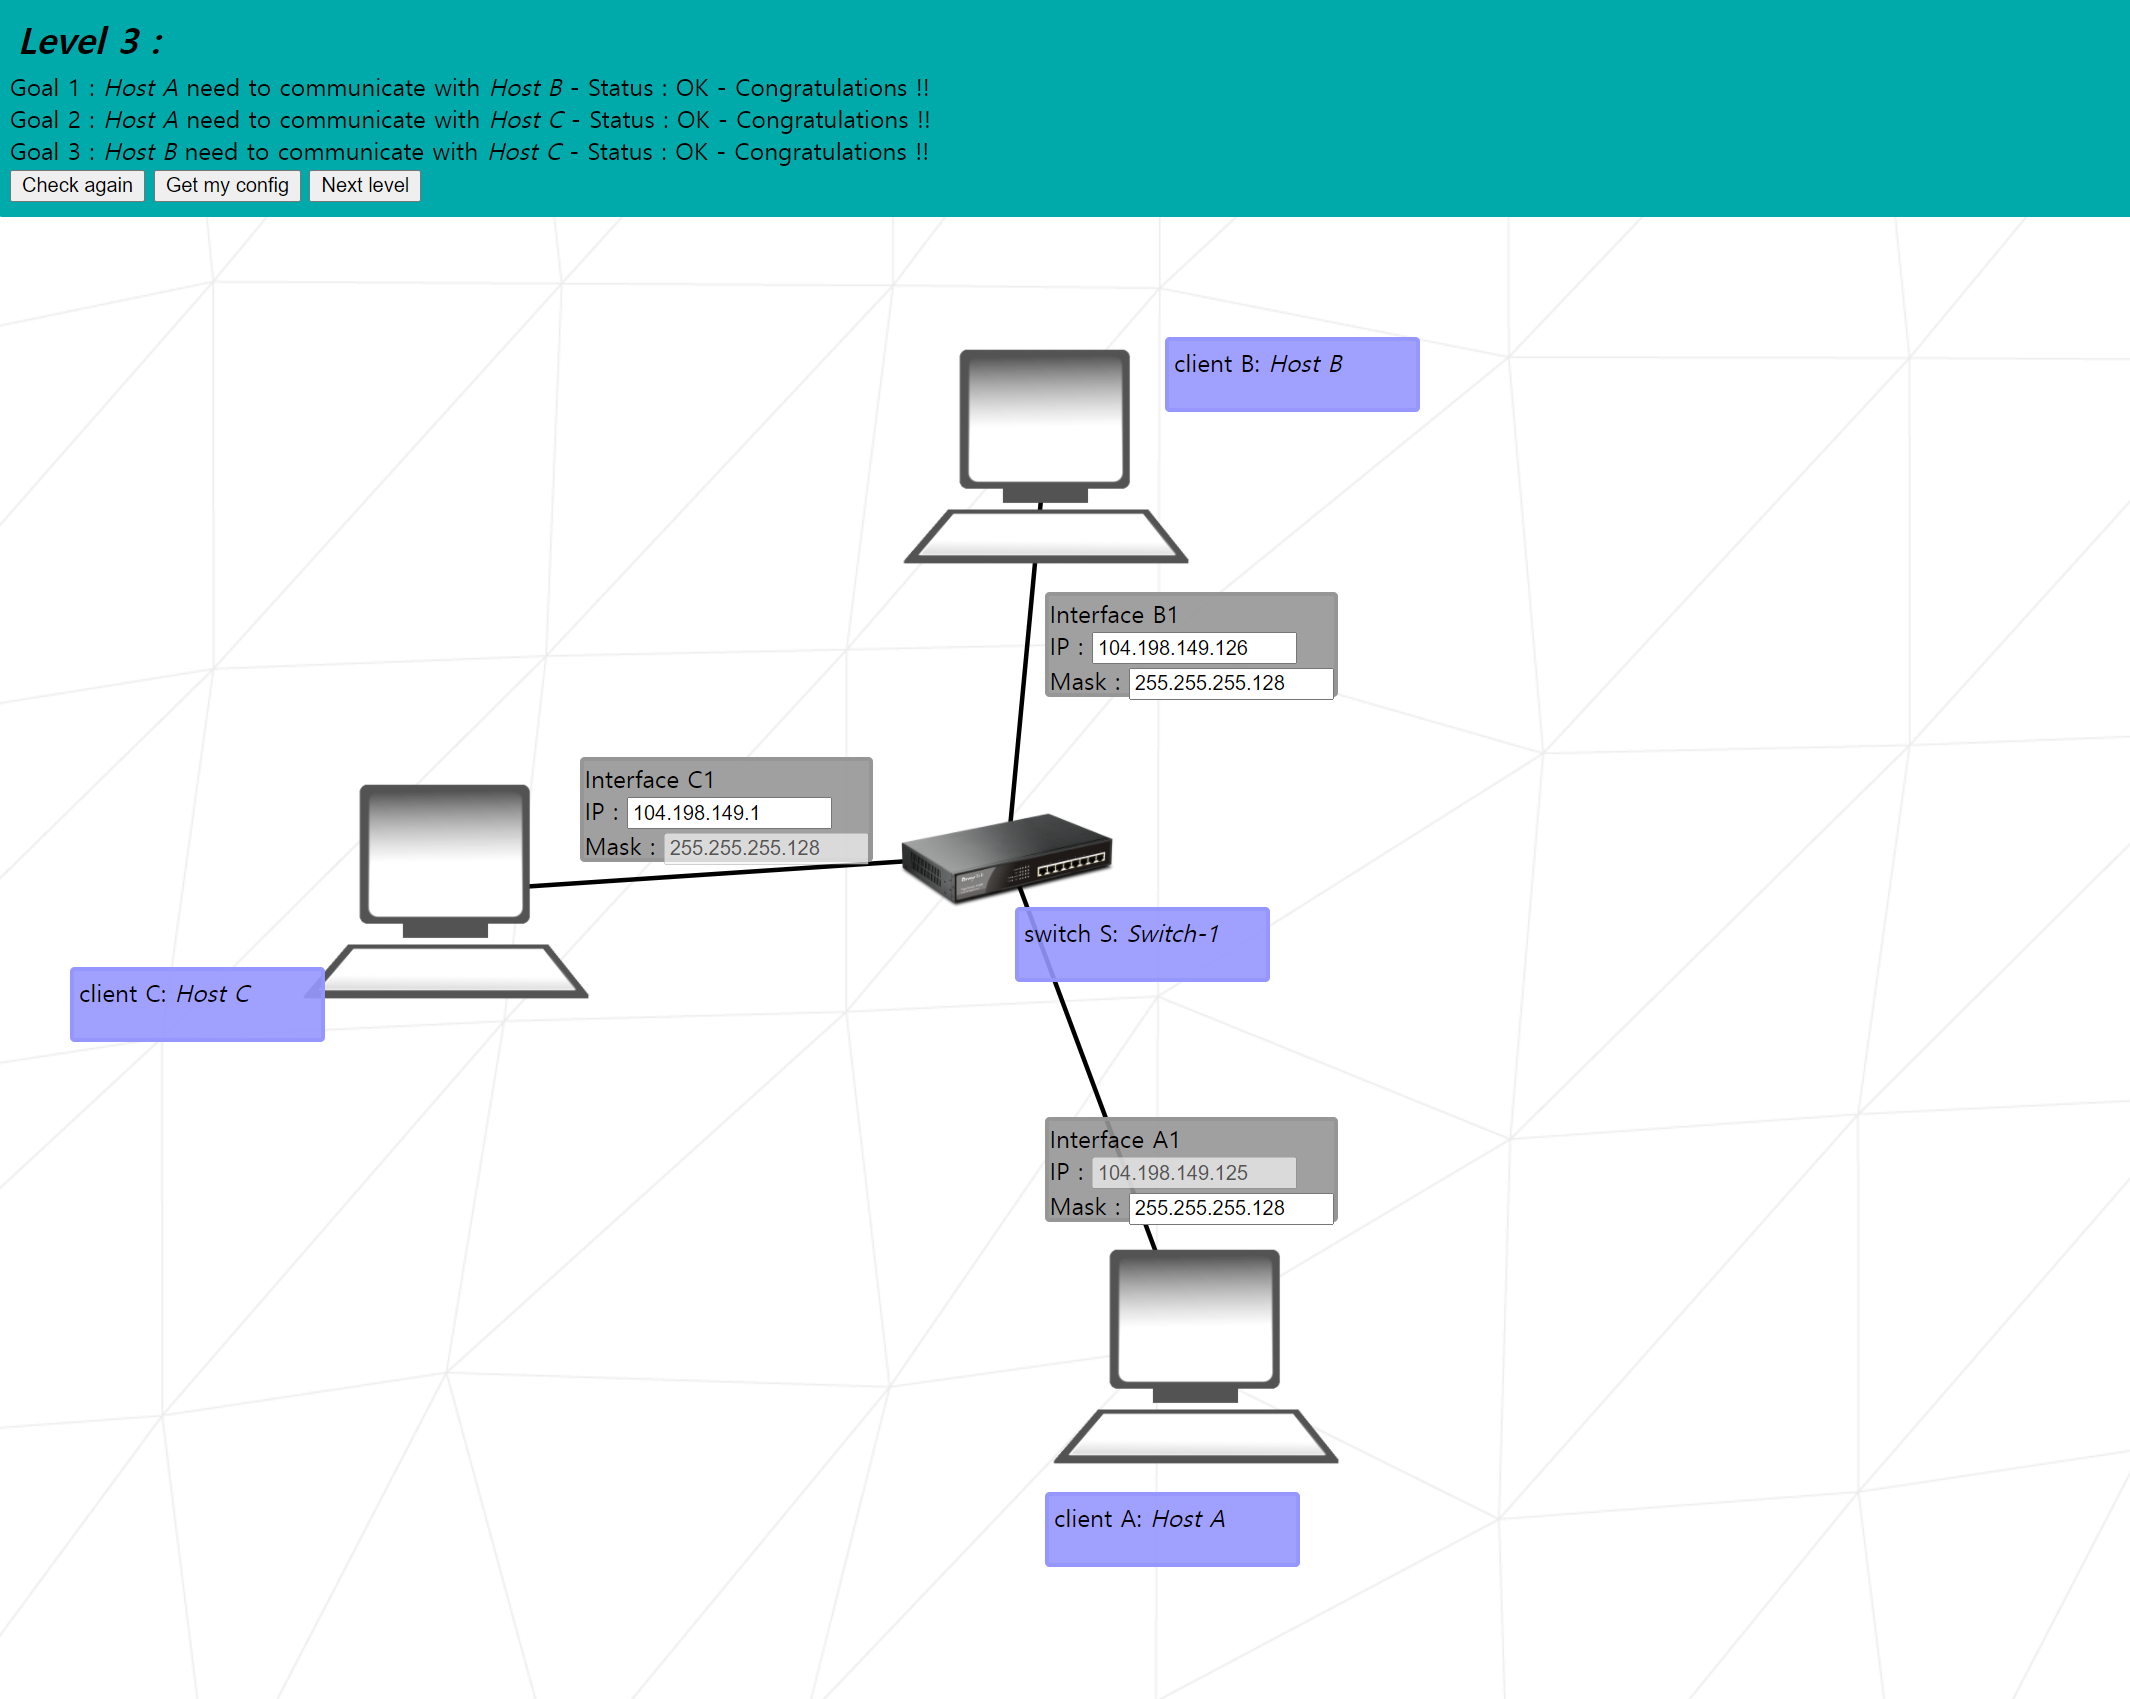 Level 3 :
Goal 1 : Host A need to communicate with Host B - Status : OK - Congratulations !!
Goal 2 : Host A need to communicate with Host C - Status : OK - Congratulations !!
Goal 3 : Host B need to communicate with Host C - Status : OK - Congratulations !!
Check again Get my config Next level
client B: Host B
Interface B1
IP : 104.198.149.126
Mask : 255.255.255.128
Interface C1
IP : 104.198.149.1
Mask : 255.255.255.128
switch S: Switch-1
client C: Host C
Interface A1
IP : 104.198.149.125
Mask : 255.255.255.128
client A: Host A